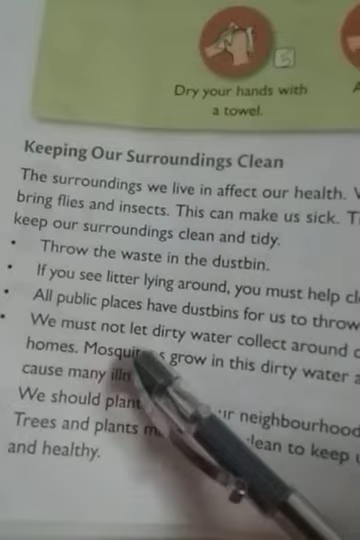 5
Dry your hands with
a towel.
A
Keeping Our Surroundings Clean
The surroundings we live in affect our health.
bring flies and insects. This can make us sick.
keep our surroundings clean and tidy.
• Throw the waste in the dustbin.
• If you see litter lying around, you must help
• All public places have dustbins for us to throw
• We must not let dirty water collect around
homes. grow in this dirty water
cause many
We should plant neighbourhood
Trees and plants to keep
and healthy.